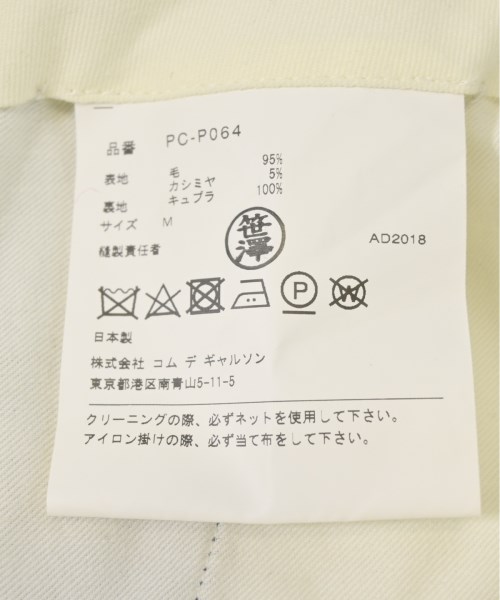 品番 PC-P064
表地 毛 95%
カシミヤ 5%
裏地 キュプラ 100%
サイズ M
縫製責任者
笹澤
AD2018
P W
日本製
株式会社 コム デ ギャルソン
東京都港区南青山5-11-5
クリーニングの際、必ずネットを使用して下さい。
アイロン掛けの際、必ず当て布をして下さい。